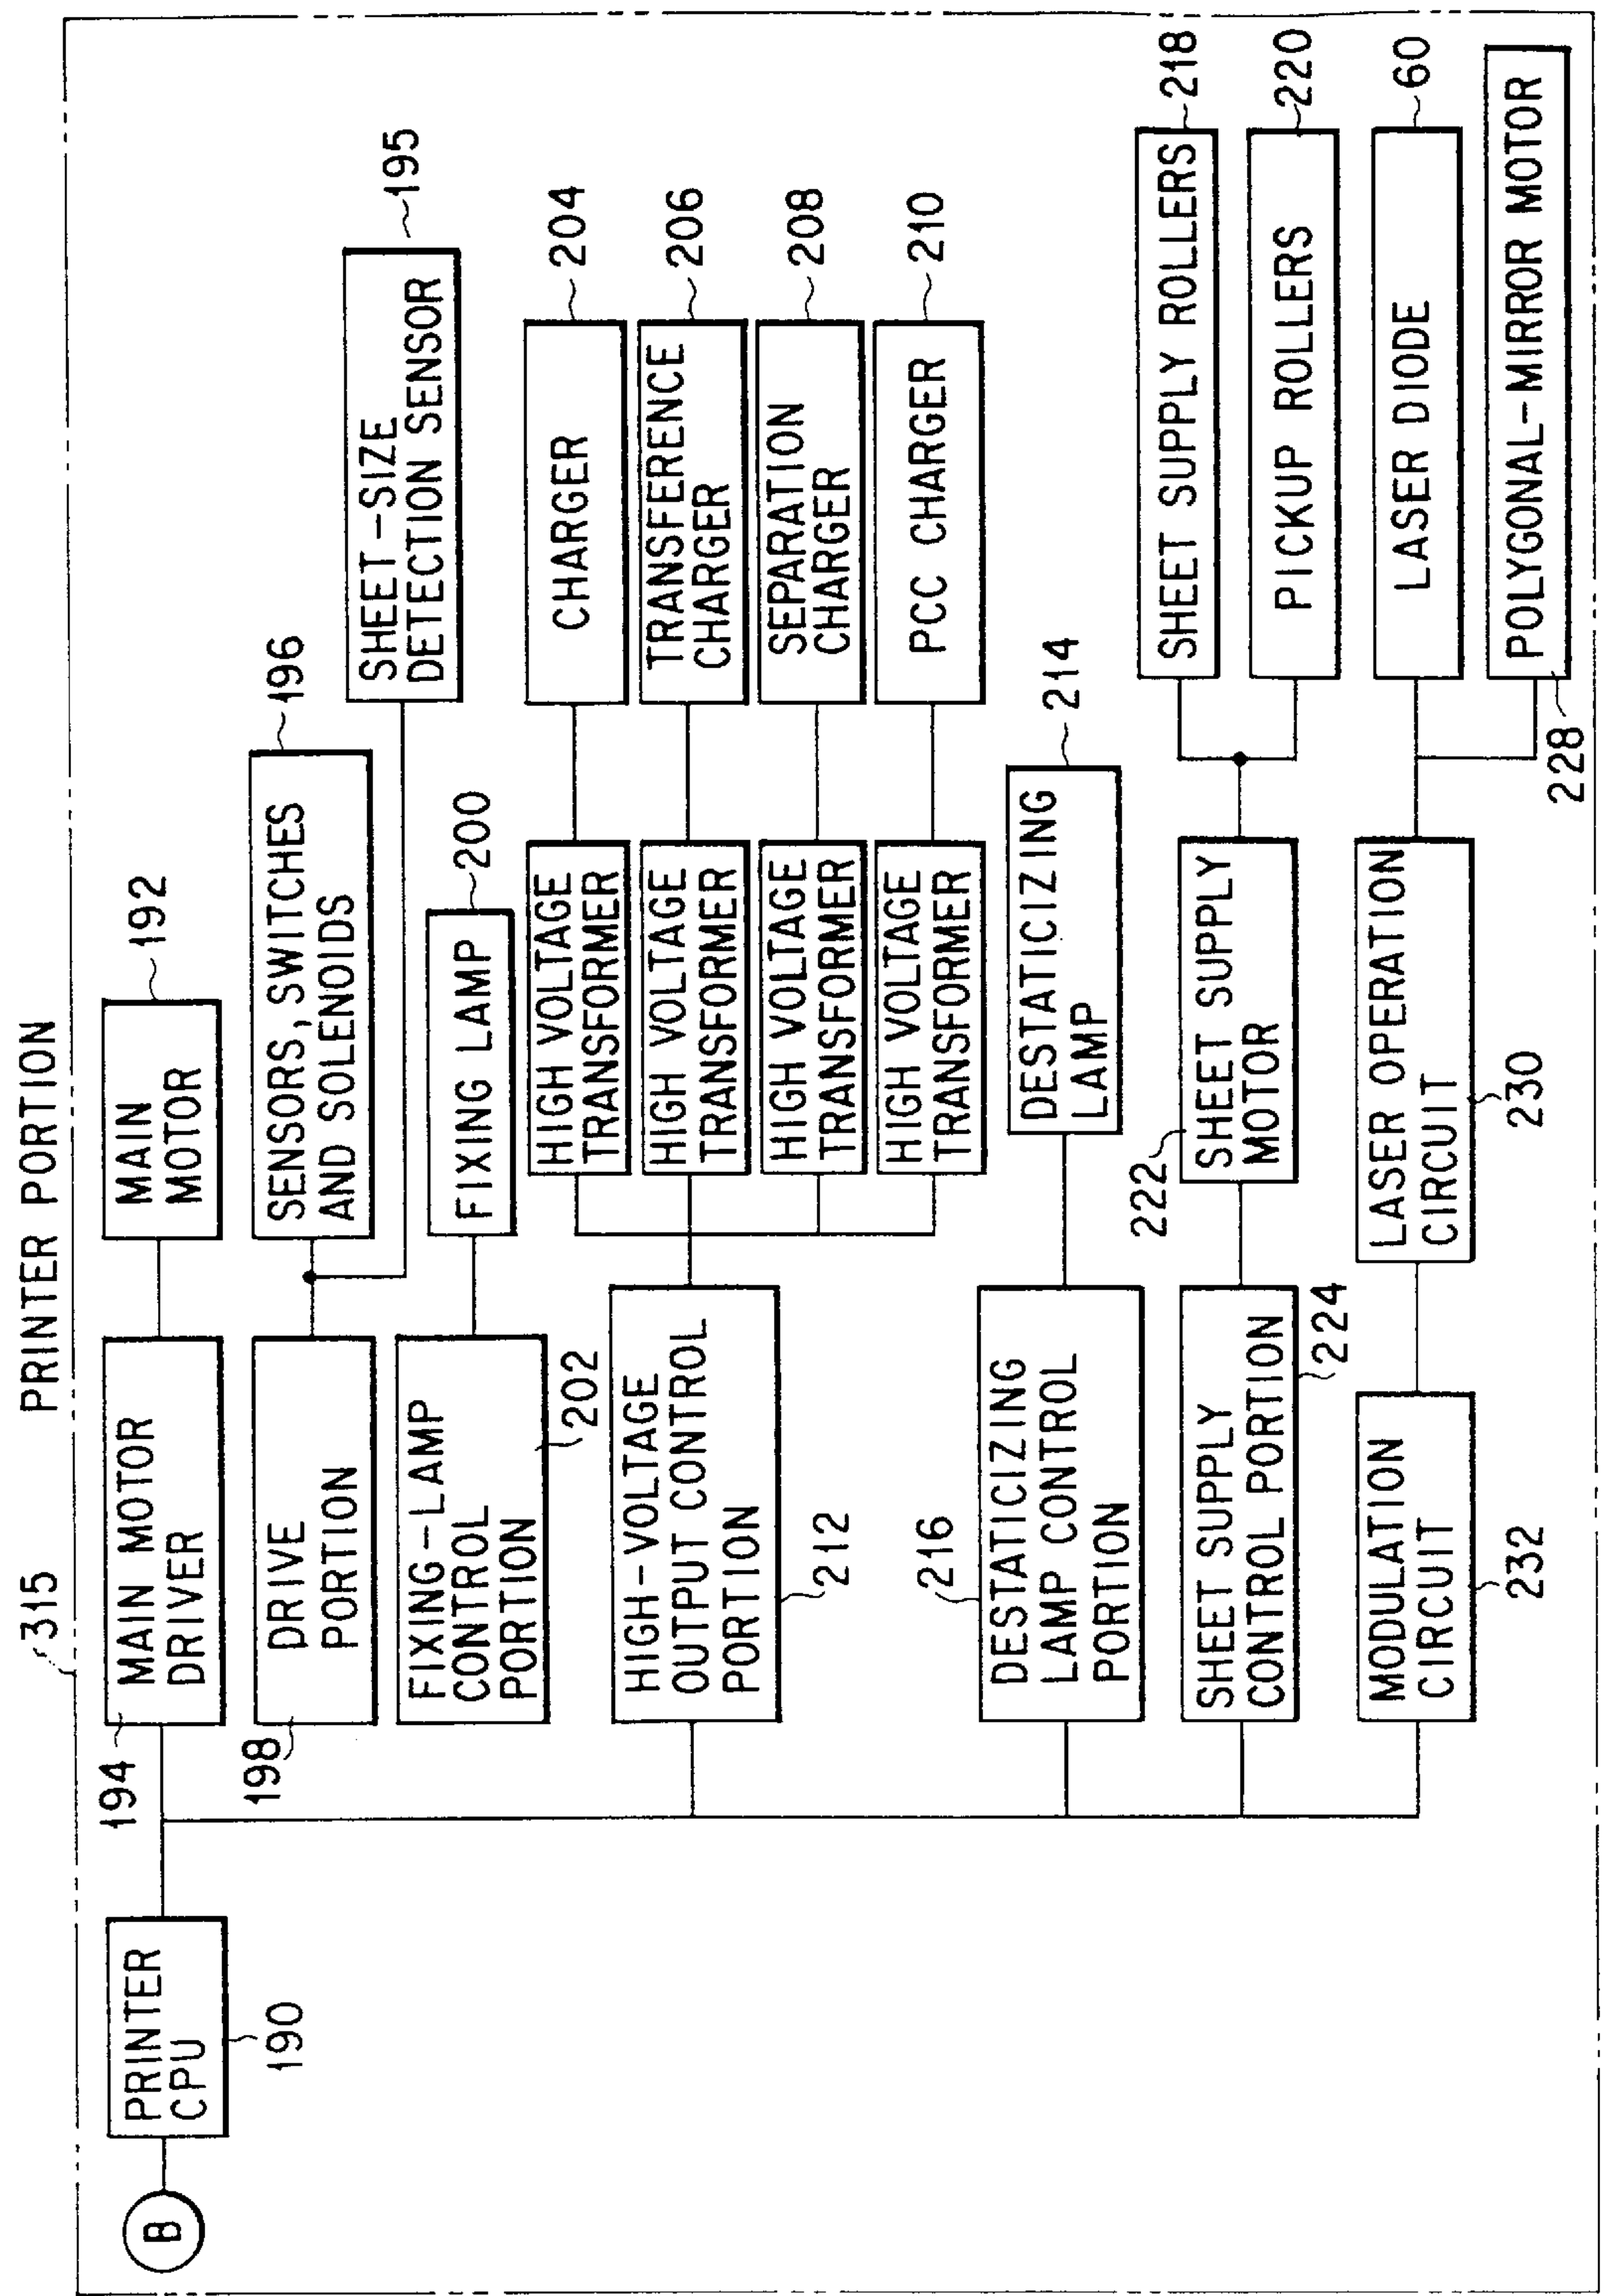 PRINTER PORTION
315
B
PRINTER
CPU
190
194
MAIN MOTOR
DRIVER
MAIN
MOTOR
192
198
DRIVE
PORTION
SENSORS, SWITCHES
AND SOLENOIDS
196
SHEET-SIZE
DETECTION SENSOR
195
FIXING-LAMP
CONTROL
PORTION
202
FIXING LAMP
200
HIGH-VOLTAGE
OUTPUT CONTROL
PORTION
212
HIGH VOLTAGE
TRANSFORMER
CHARGER
204
HIGH VOLTAGE
TRANSFORMER
TRANSFERENCE
CHARGER
206
HIGH VOLTAGE
TRANSFORMER
SEPARATION
CHARGER
208
HIGH VOLTAGE
TRANSFORMER
PCC CHARGER
210
216
DESTATICIZING
LAMP CONTROL
PORTION
DESTATICIZING
LAMP
214
SHEET SUPPLY
CONTROL PORTION
224
222
SHEET SUPPLY
MOTOR
SHEET SUPPLY ROLLERS
218
PICKUP ROLLERS
220
MODULATION
CIRCUIT
232
LASER OPERATION
CIRCUIT
230
LASER DIODE
60
228
POLYGONAL-MIRROR MOTOR